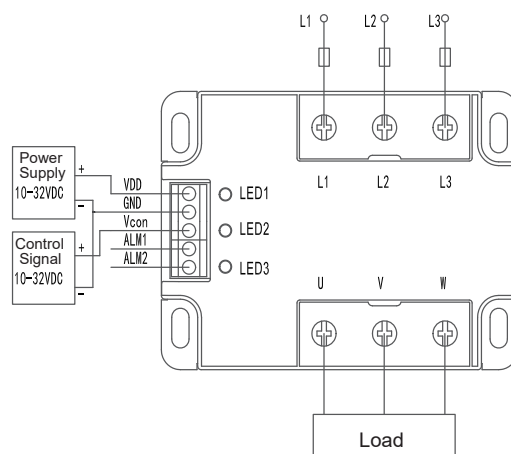 L1 L2 L3
L1 L2 L3
Power
Supply
10-32VDC
+
-
Control
Signal
10-32VDC
+
-
VDD
GND
Vcon
ALM1
ALM2
LED1
LED2
LED3
U V W
Load